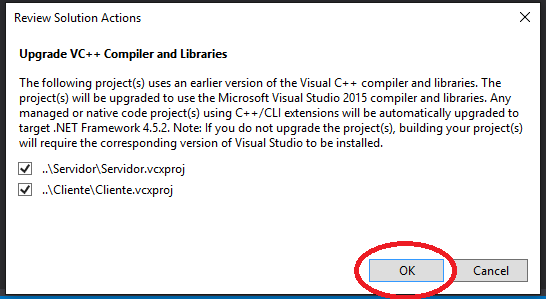 Review Solution Actions
Upgrade VC++ Compiler and Libraries
The following project(s) uses an earlier version of the Visual C++ compiler and libraries. The
project(s) will be upgraded to use the Microsoft Visual Studio 2015 compiler and libraries. Any
managed or native code project(s) using C++/CLI extensions will be automatically upgraded to
target .NET Framework 4.5.2. Note: If you do not upgrade the project(s), building your project(s)
will require the corresponding version of Visual Studio to be installed.
..\Servidor\Servidor.vcxproj
..\Cliente\Cliente.vcxproj
OK Cancel